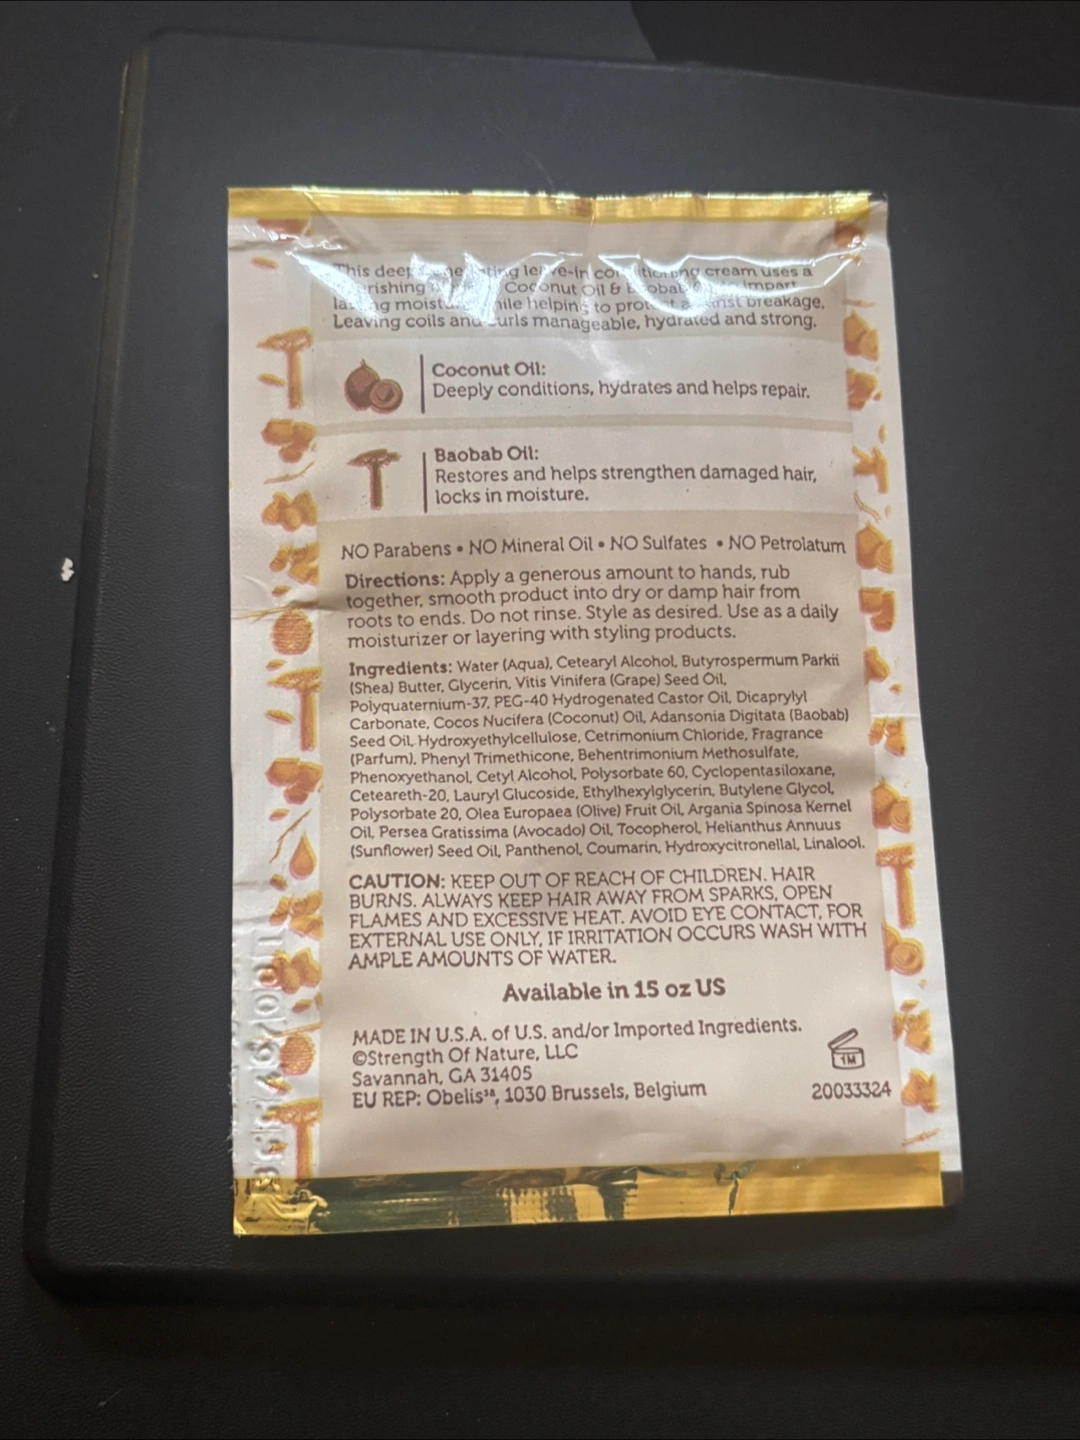 This deep leave-in conditioning cream uses a
Coconut Oil & Baobab impart
lasting moisture while helping to protect against breakage.
Leaving coils and curls manageable, hydrated and strong.
Coconut Oil:
Deeply conditions, hydrates and helps repair.
Baobab Oil:
Restores and helps strengthen damaged hair,
locks in moisture.
NO Parabens • NO Mineral Oil • NO Sulfates • NO Petrolatum
Directions: Apply a generous amount to hands, rub
together, smooth product into dry or damp hair from
roots to ends. Do not rinse. Style as desired. Use as a daily
moisturizer or layering with styling products.
Ingredients: Water (Aqua), Cetearyl Alcohol, Butyrospermum Parkii
(Shea) Butter, Glycerin, Vitis Vinifera (Grape) Seed Oil,
Polyquaternium-37, PEG-40 Hydrogenated Castor Oil, Dicaprylyl
Carbonate, Cocos Nucifera (Coconut) Oil, Adansonia Digitata (Baobab)
Seed Oil, Hydroxyethylcellulose, Cetrimonium Chloride, Fragrance
(Parfum), Phenyl Trimethicone, Behentrimonium Methosulfate,
Phenoxyethanol, Cetyl Alcohol, Polysorbate 60, Cyclopentasiloxane,
Ceteareth-20, Lauryl Glucoside, Ethylhexylglycerin, Butylene Glycol,
Polysorbate 20, Olea Europaea (Olive) Fruit Oil, Argania Spinosa Kernel
Oil, Persea Gratissima (Avocado) Oil, Tocopherol, Helianthus Annuus
(Sunflower) Seed Oil, Panthenol, Coumarin, Hydroxycitronellal, Linalool.
CAUTION: KEEP OUT OF REACH OF CHILDREN. HAIR
BURNS. ALWAYS KEEP HAIR AWAY FROM SPARKS, OPEN
FLAMES AND EXCESSIVE HEAT. AVOID EYE CONTACT, FOR
EXTERNAL USE ONLY, IF IRRITATION OCCURS WASH WITH
AMPLE AMOUNTS OF WATER.
Available in 15 oz US
MADE IN U.S.A. of U.S. and/or Imported Ingredients.
©Strength Of Nature, LLC
Savannah, GA 31405
EU REP: Obelisˢᵃ, 1030 Brussels, Belgium
1M
20033324